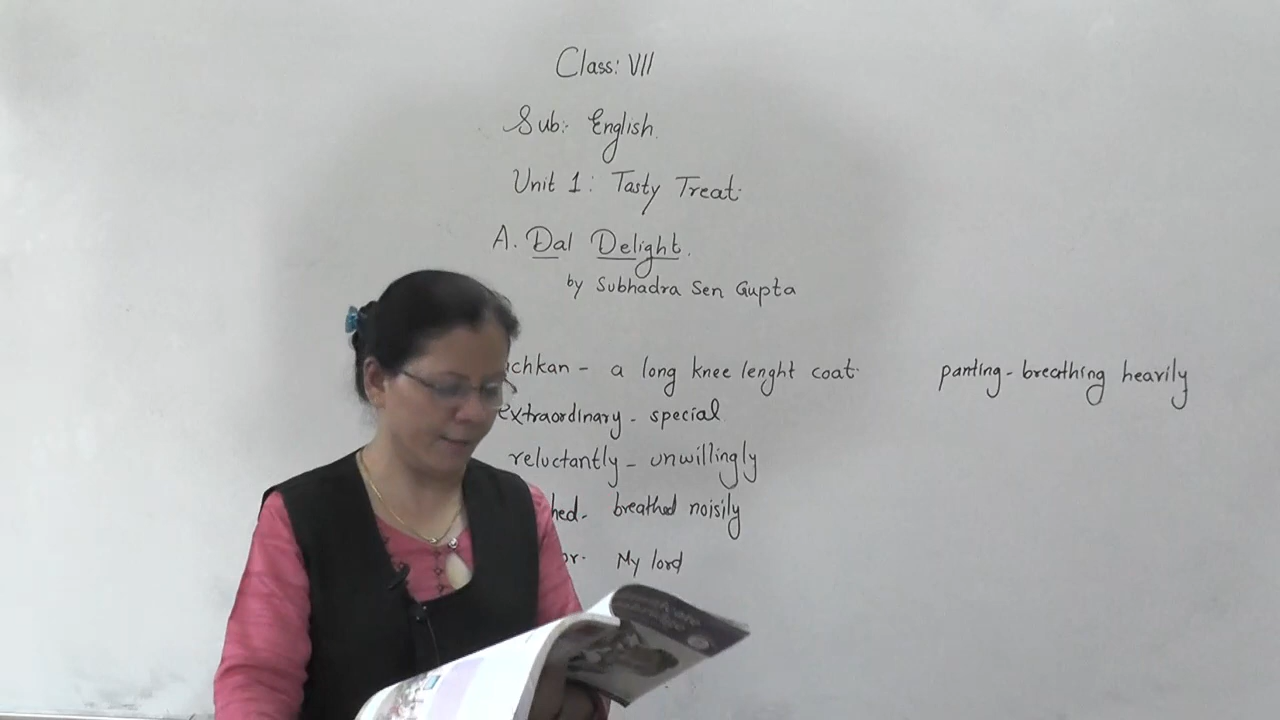 Class: VII
Sub: English.
Unit 1: Tasty Treat.
A. Dal Delight.
by Subhadra Sen Gupta
chkan - a long knee lenght coat.
panting - breathing heavily
extraordinary - special
reluctantly - unwillingly
hed - breathed noisily
or. My lord